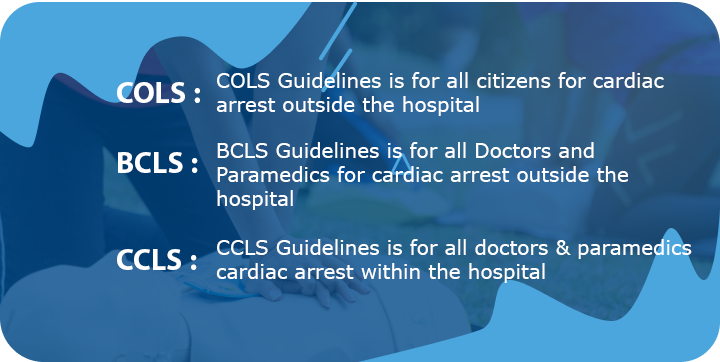 COLS : COLS Guidelines is for all citizens for cardiac
arrest outside the hospital
BCLS : BCLS Guidelines is for all Doctors and
Paramedics for cardiac arrest outside the
hospital
CCLS : CCLS Guidelines is for all doctors & paramedics
cardiac arrest within the hospital